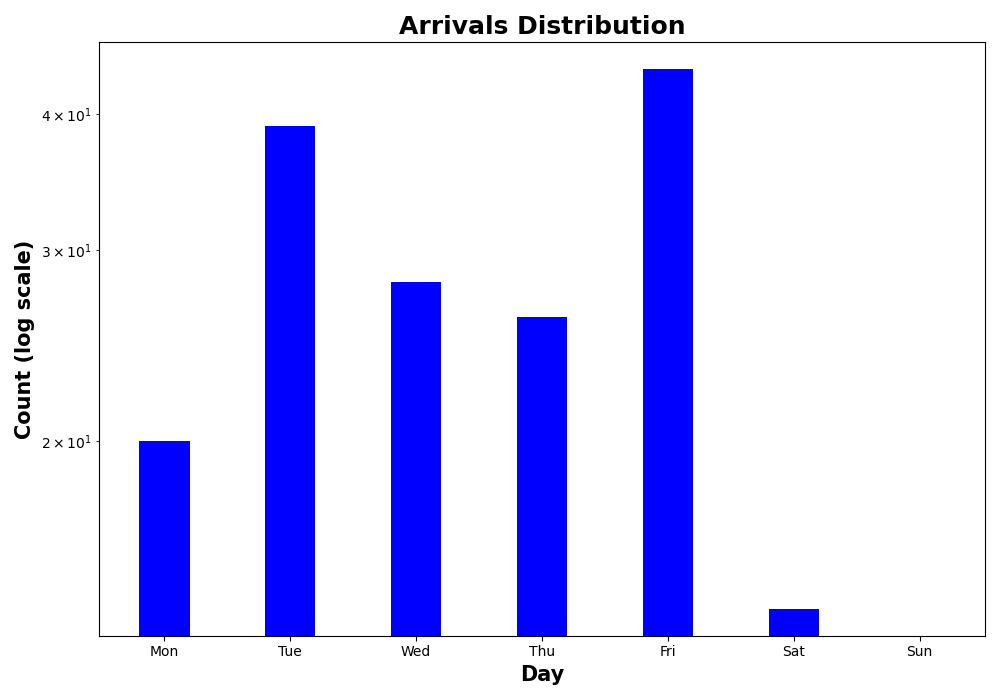 Arrivals Distribution
Count (log scale)
4 × 10¹
3 × 10¹
2 × 10¹
Mon Tue Wed Thu Fri Sat Sun
Day